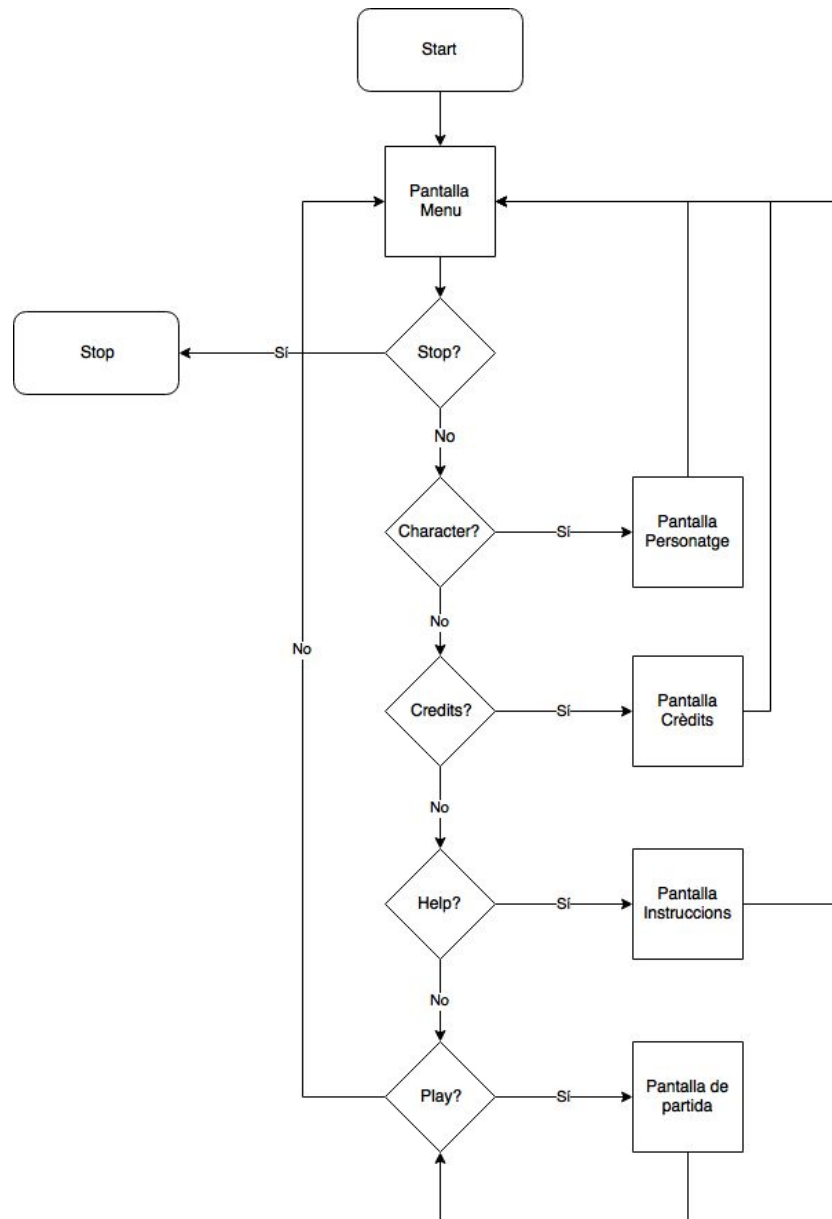 Start
Pantalla
Menu
Stop
Sí
Stop?
No
Character?
Sí
Pantalla
Personatge
No
No
Credits?
Sí
Pantalla
Crèdits
No
Help?
Sí
Pantalla
Instruccions
No
Play?
Sí
Pantalla de
partida